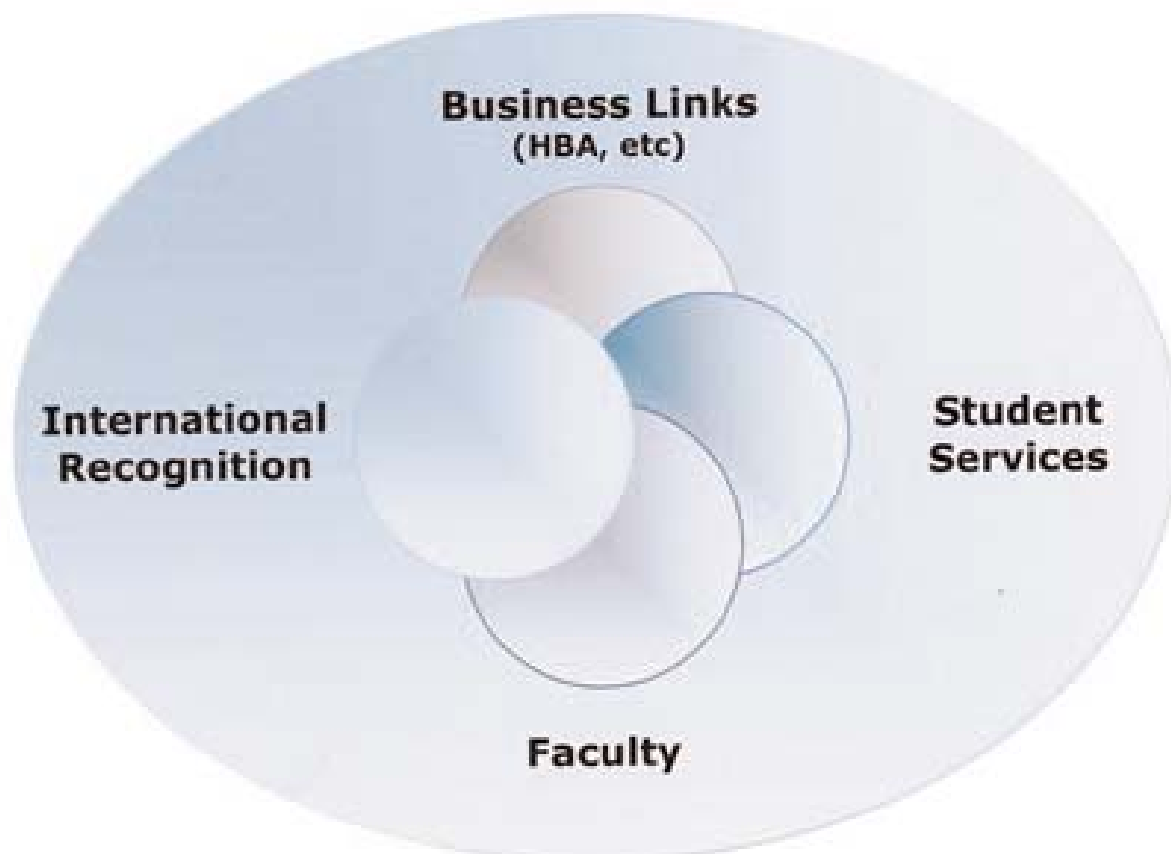 Business Links
(HBA, etc)
International
Recognition
Student
Services
Faculty